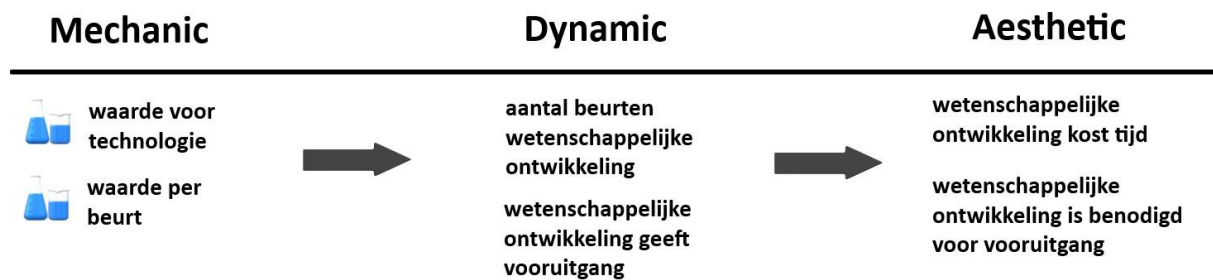 Mechanic
Dynamic
Aesthetic
waarde voor
technologie
waarde per
beurt
aantal beurten
wetenschappelijke
ontwikkeling
wetenschappelijke
ontwikkeling geeft
vooruitgang
wetenschappelijke
ontwikkeling kost tijd
wetenschappelijke
ontwikkeling is benodigd
voor vooruitgang